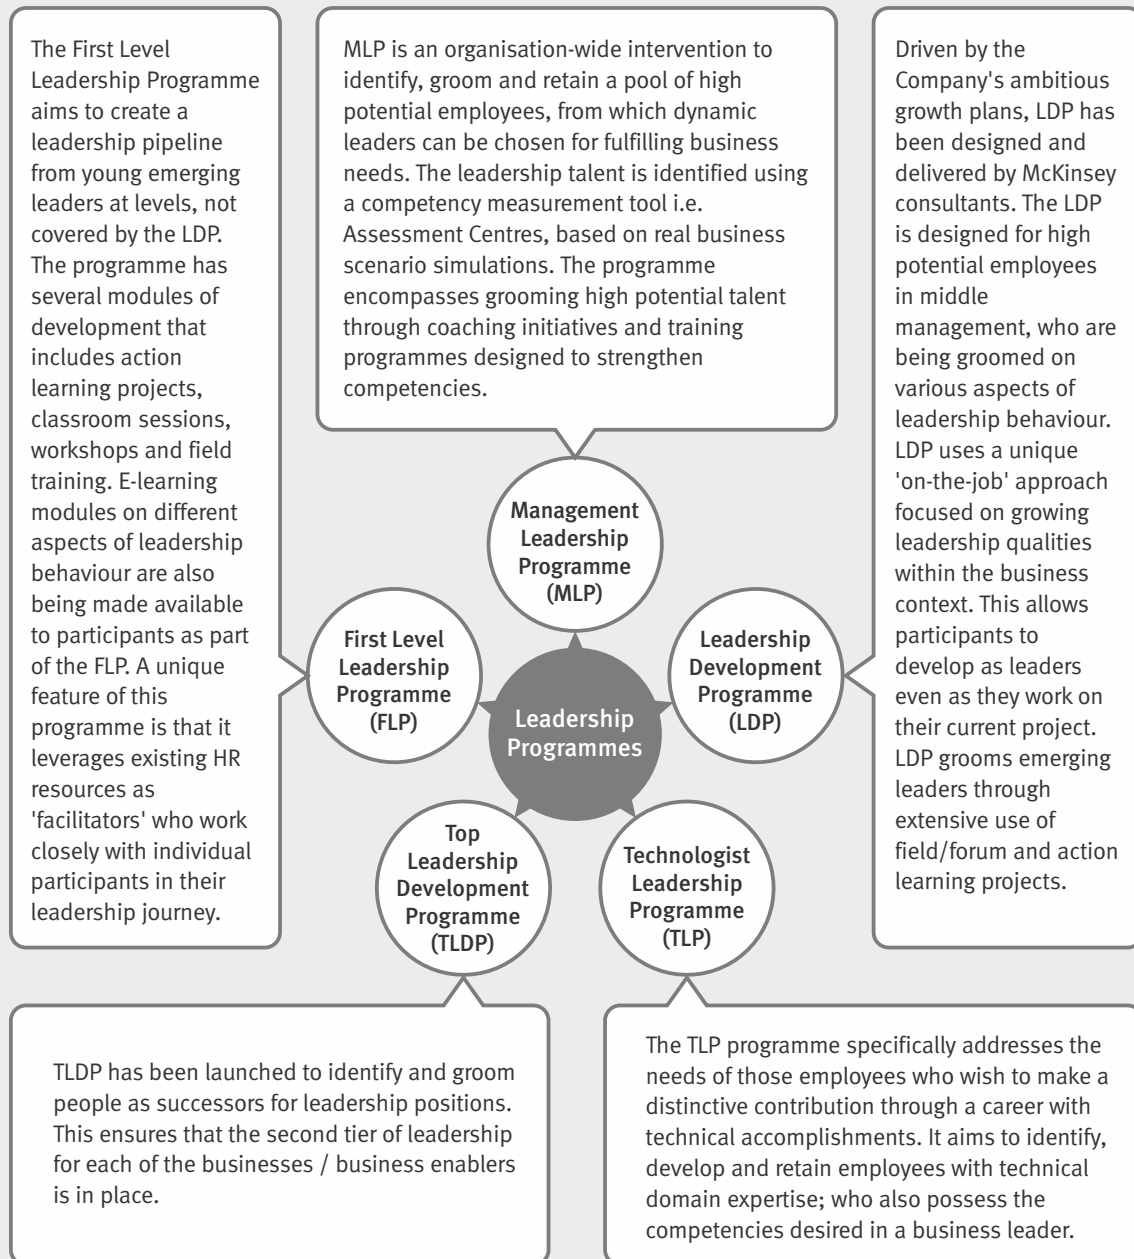 The First Level
Leadership Programme
aims to create a
leadership pipeline
from young emerging
leaders at levels, not
covered by the LDP.
The programme has
several modules of
development that
includes action
learning projects,
classroom sessions,
workshops and field
training. E-learning
modules on different
aspects of leadership
behaviour are also
being made available
to participants as part
of the FLP. A unique
feature of this
programme is that it
leverages existing HR
resources as
'facilitators' who work
closely with individual
participants in their
leadership journey.
MLP is an organisation-wide intervention to
identify, groom and retain a pool of high
potential employees, from which dynamic
leaders can be chosen for fulfilling business
needs. The leadership talent is identified using
a competency measurement tool i.e.
Assessment Centres, based on real business
scenario simulations. The programme
encompasses grooming high potential talent
through coaching initiatives and training
programmes designed to strengthen
competencies.
Driven by the
Company's ambitious
growth plans, LDP has
been designed and
delivered by McKinsey
consultants. The LDP
is designed for high
potential employees
in middle
management, who are
being groomed on
various aspects of
leadership behaviour.
LDP uses a unique
'on-the-job' approach
focused on growing
leadership qualities
within the business
context. This allows
participants to
develop as leaders
even as they work on
their current project.
LDP grooms emerging
leaders through
extensive use of
field/forum and action
learning projects.
Management
Leadership
Programme
(MLP)
First Level
Leadership
Programme
(FLP)
Leadership
Development
Programme
(LDP)
Leadership
Programmes
Top
Leadership
Development
Programme
(TLDP)
Technologist
Leadership
Programme
(TLP)
TLDP has been launched to identify and groom
people as successors for leadership positions.
This ensures that the second tier of leadership
for each of the businesses / business enablers
is in place.
The TLP programme specifically addresses the
needs of those employees who wish to make a
distinctive contribution through a career with
technical accomplishments. It aims to identify,
develop and retain employees with technical
domain expertise; who also possess the
competencies desired in a business leader.